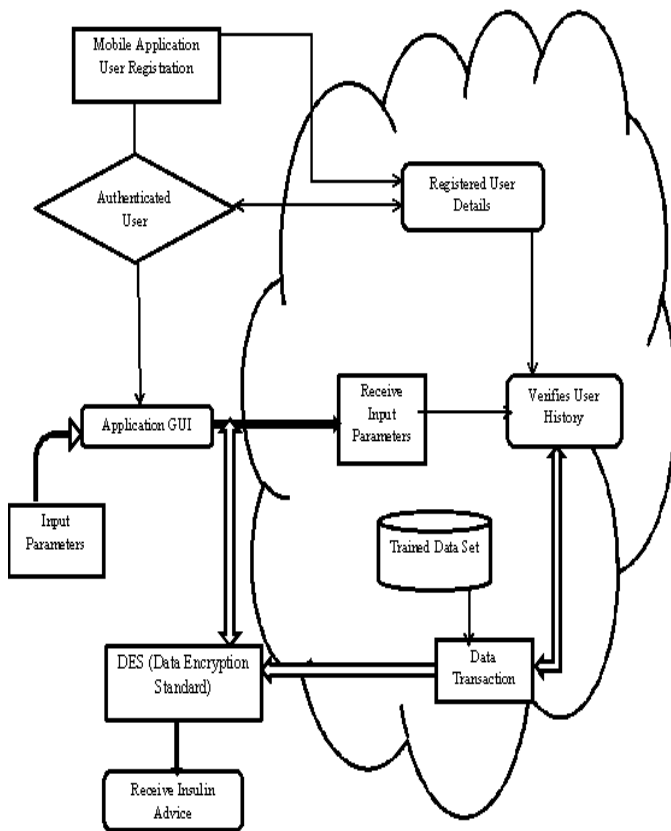 Mobile Application
User Registration
Authenticated
User
Registered User
Details
Application GUI
Receive
Input
Parameters
Verifies User
History
Input
Parameters
Trained Data Set
DES (Data Encryption
Standard)
Data
Transaction
Receive Insulin
Advice